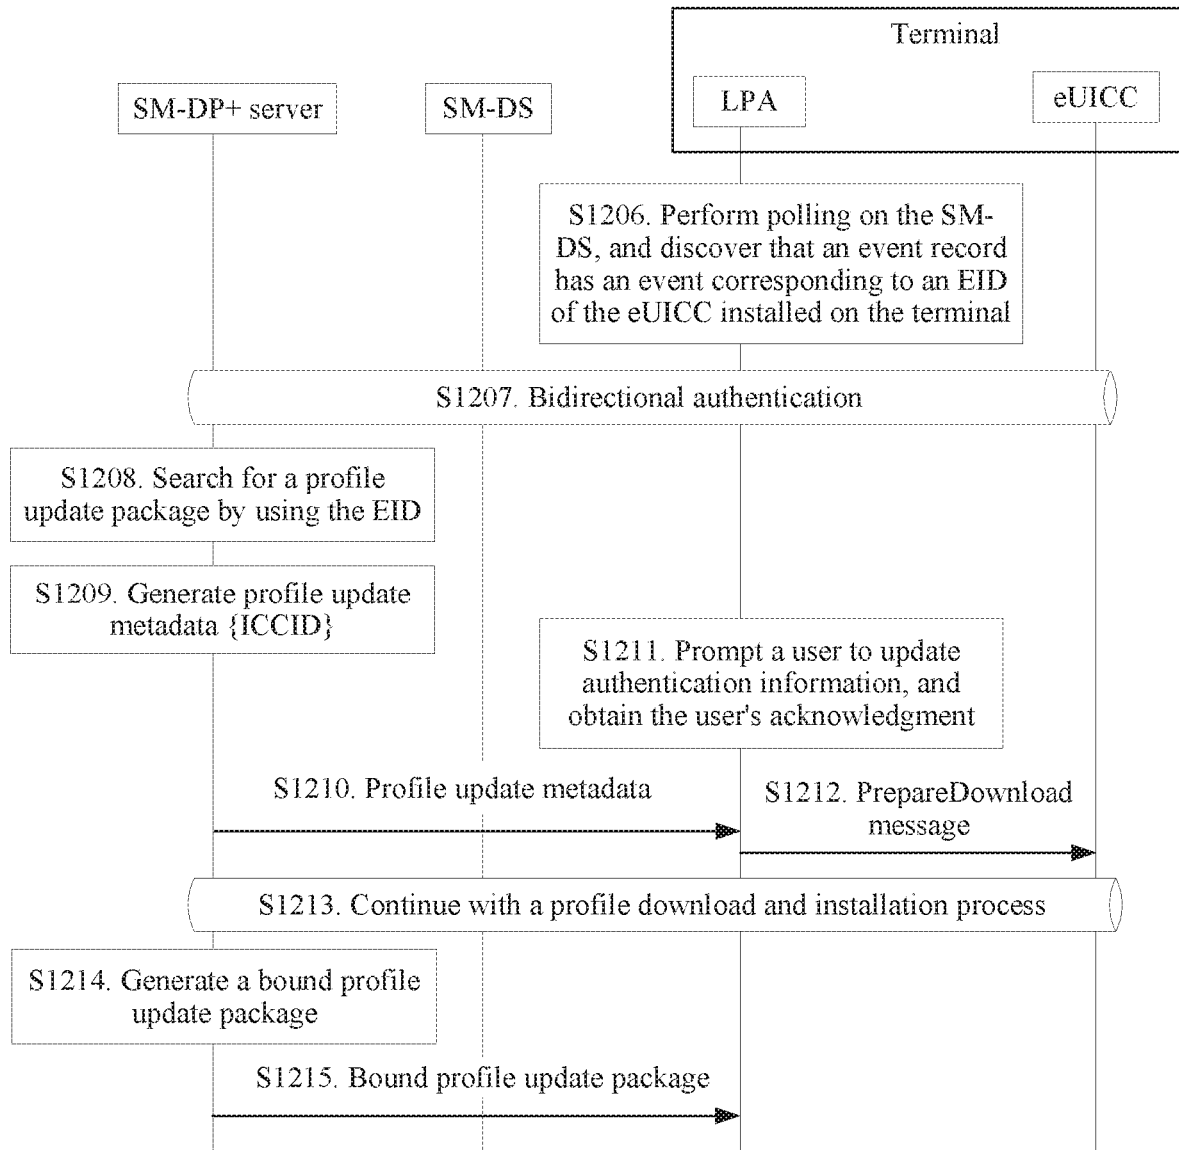 Terminal
SM-DP+ server
SM-DS
LPA
eUICC
S1206. Perform polling on the SM-
DS, and discover that an event record
has an event corresponding to an EID
of the eUICC installed on the terminal
S1207. Bidirectional authentication
S1208. Search for a profile
update package by using the EID
S1209. Generate profile update
metadata {ICCID}
S1211. Prompt a user to update
authentication information, and
obtain the user's acknowledgment
S1210. Profile update metadata
S1212. PrepareDownload
message
S1213. Continue with a profile download and installation process
S1214. Generate a bound profile
update package
S1215. Bound profile update package